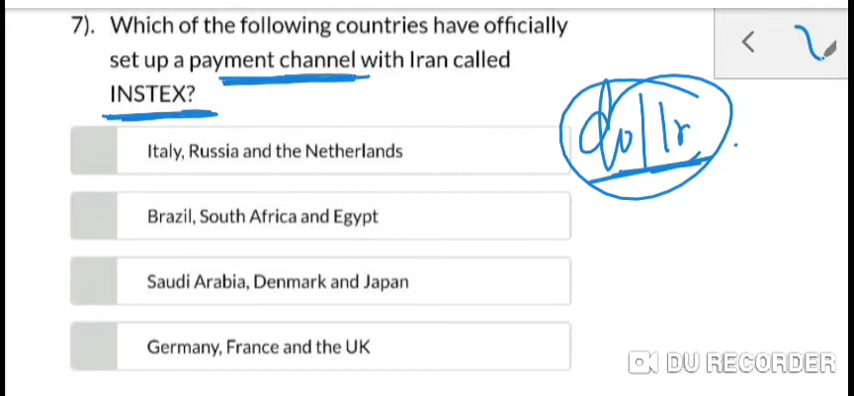 7). Which of the following countries have officially
set up a payment channel with Iran called
INSTEX?
dollr
Italy, Russia and the Netherlands
Brazil, South Africa and Egypt
Saudi Arabia, Denmark and Japan
Germany, France and the UK
DU RECORDER